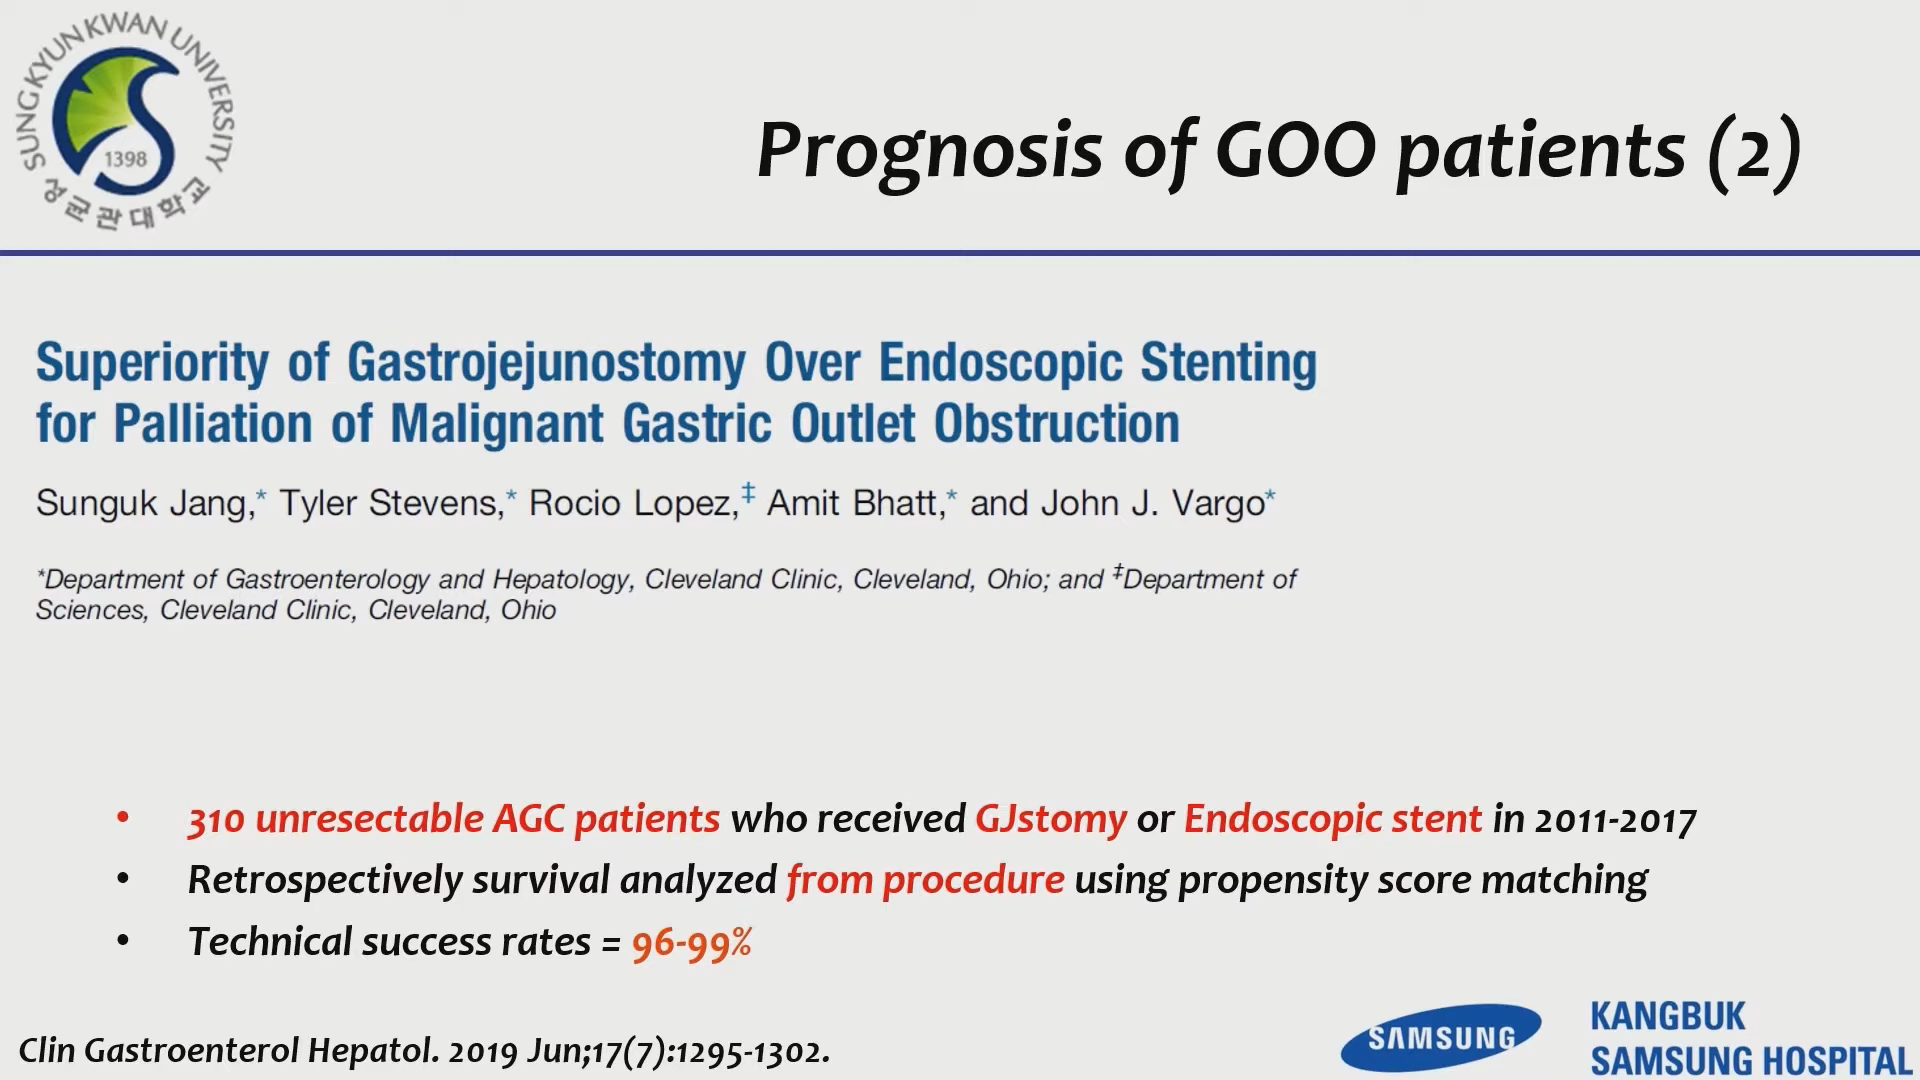 SUNGKYUNKWAN UNIVERSITY
1398
성균관대학교
Prognosis of GOO patients (2)
Superiority of Gastrojejunostomy Over Endoscopic Stenting
for Palliation of Malignant Gastric Outlet Obstruction
Sunguk Jang,* Tyler Stevens,* Rocio Lopez,‡ Amit Bhatt,* and John J. Vargo*
*Department of Gastroenterology and Hepatology, Cleveland Clinic, Cleveland, Ohio; and ‡Department of
Sciences, Cleveland Clinic, Cleveland, Ohio
• 310 unresectable AGC patients who received GJstomy or Endoscopic stent in 2011-2017
• Retrospectively survival analyzed from procedure using propensity score matching
• Technical success rates = 96-99%
Clin Gastroenterol Hepatol. 2019 Jun;17(7):1295-1302.
SAMSUNG
KANGBUK
SAMSUNG HOSPITAL